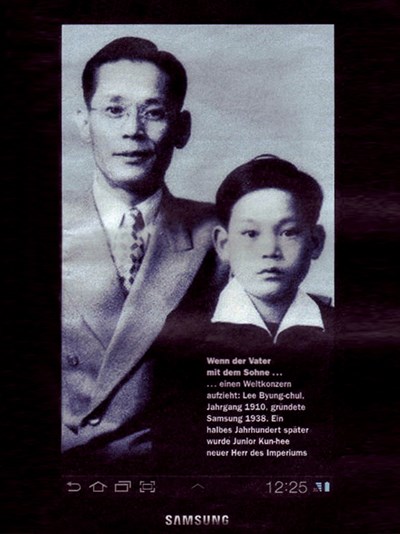 Wenn der Vater
mit dem Sohne ...
... einen Weltkonzern
aufzieht: Lee Byung-chul,
Jahrgang 1910, gründete
Samsung 1938. Ein
halbes Jahrhundert später
wurde Junior Kun-hee
neuer Herr des Imperiums
12:25
SAMSUNG